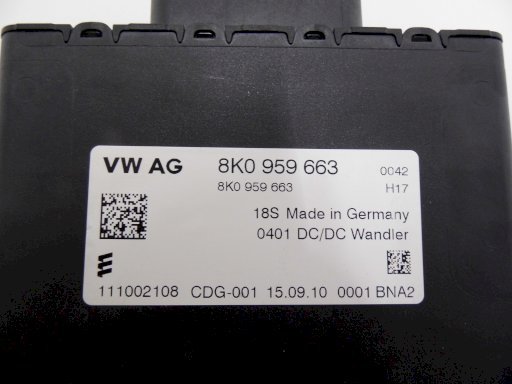 VW AG 8K0 959 663 0042
8K0 959 663 H17
18S Made in Germany
0401 DC/DC Wandler
111002108 CDG-001 15.09.10 0001 BNA2